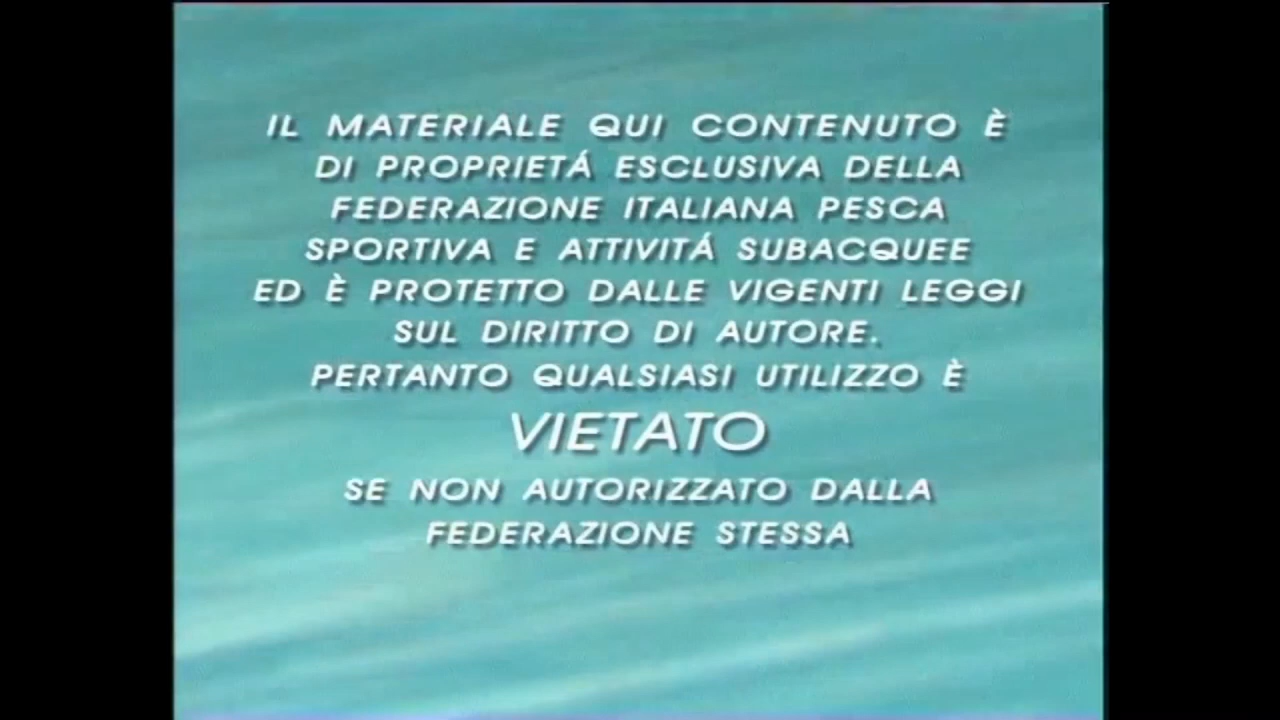 IL MATERIALE QUI CONTENUTO È
DI PROPRIETÁ ESCLUSIVA DELLA
FEDERAZIONE ITALIANA PESCA
SPORTIVA E ATTIVITÁ SUBACQUEE
ED È PROTETTO DALLE VIGENTI LEGGI
SUL DIRITTO DI AUTORE.
PERTANTO QUALSIASI UTILIZZO È
VIETATO
SE NON AUTORIZZATO DALLA
FEDERAZIONE STESSA